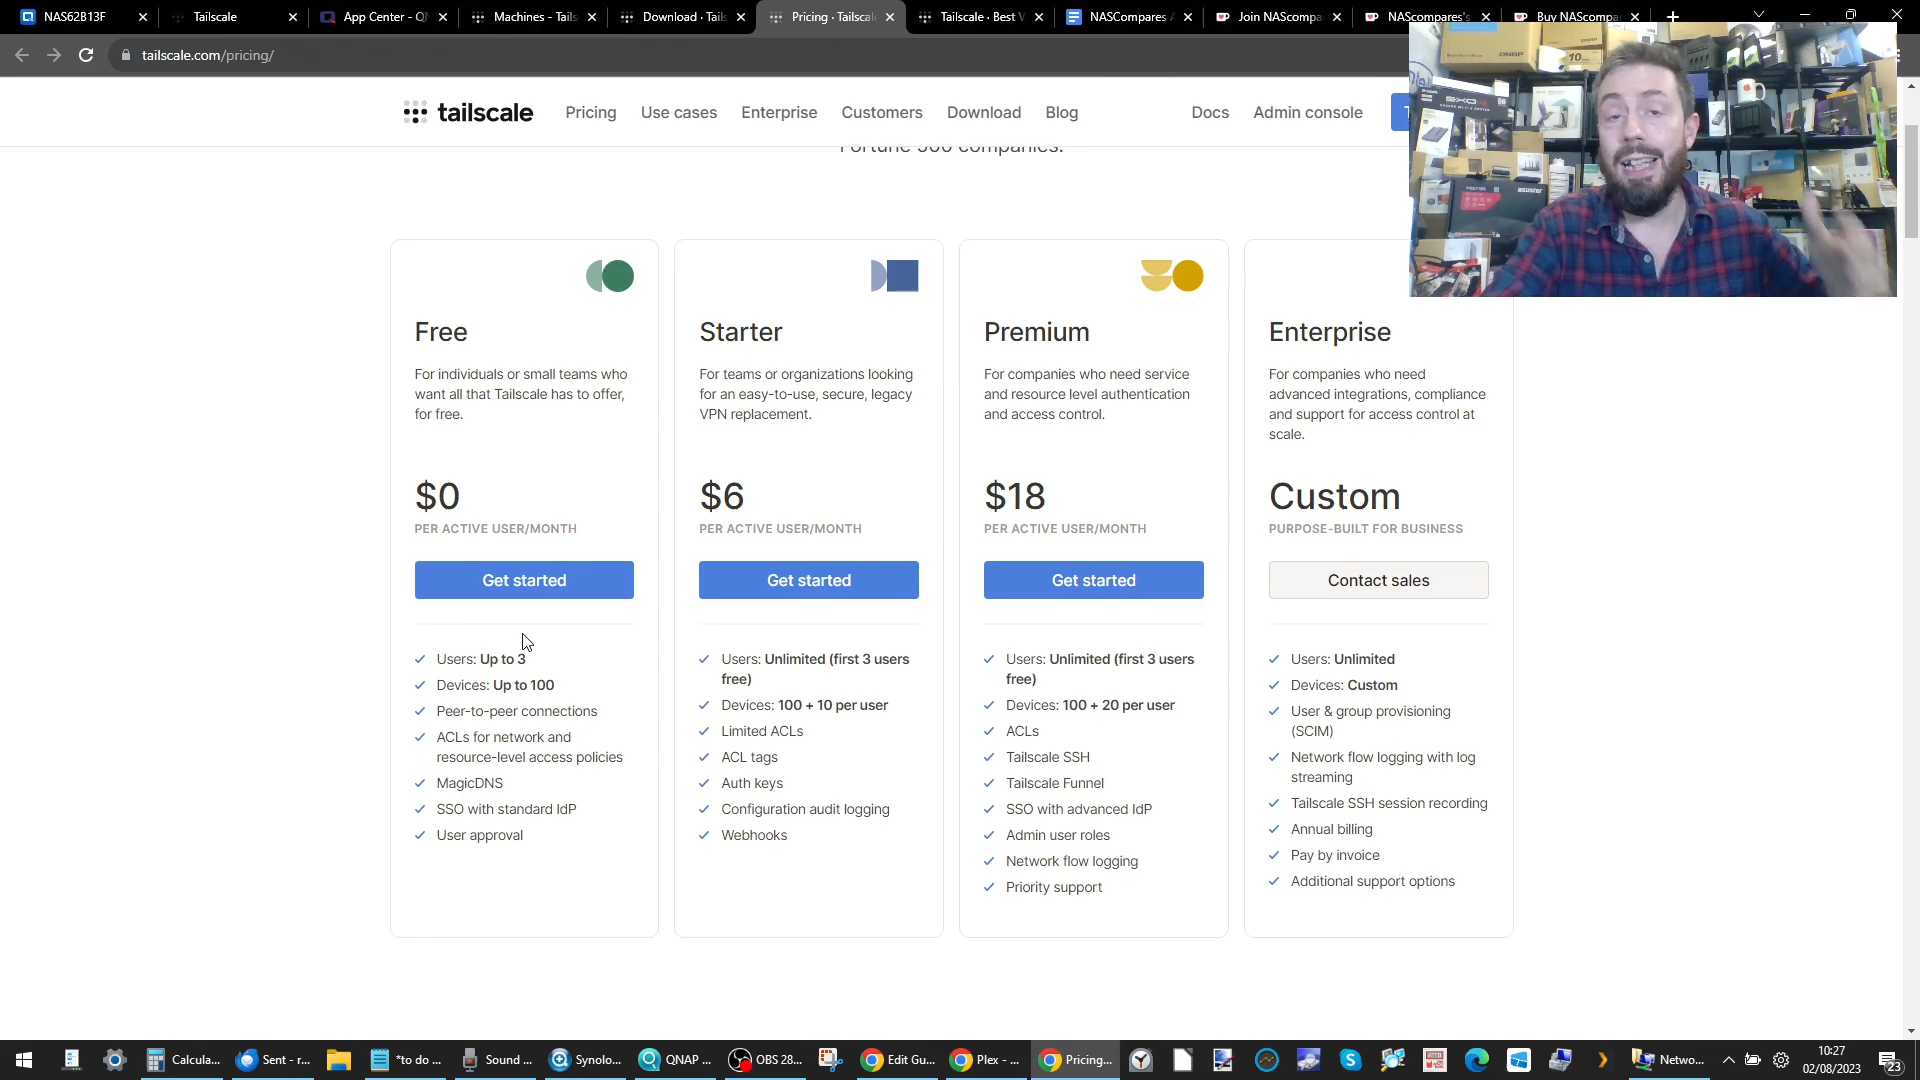 NAS62B13F
Tailscale
App Center - QN
Machines - Tails
Download · Tails
Pricing · Tailscale
Tailscale · Best V
NASCompares A
Join NAScompa
NAScompares's
Buy NAScompa
tailscale.com/pricing/
tailscale
Pricing
Use cases
Enterprise
Customers
Download
Blog
Docs
Admin console
Fortune 500 companies.
Free
For individuals or small teams who
want all that Tailscale has to offer,
for free.
$0
PER ACTIVE USER/MONTH
Get started
Users: Up to 3
Devices: Up to 100
Peer-to-peer connections
ACLs for network and
resource-level access policies
MagicDNS
SSO with standard IdP
User approval
Starter
For teams or organizations looking
for an easy-to-use, secure, legacy
VPN replacement.
$6
PER ACTIVE USER/MONTH
Get started
Users: Unlimited (first 3 users
free)
Devices: 100 + 10 per user
Limited ACLs
ACL tags
Auth keys
Configuration audit logging
Webhooks
Premium
For companies who need service
and resource level authentication
and access control.
$18
PER ACTIVE USER/MONTH
Get started
Users: Unlimited (first 3 users
free)
Devices: 100 + 20 per user
ACLs
Tailscale SSH
Tailscale Funnel
SSO with advanced IdP
Admin user roles
Network flow logging
Priority support
Enterprise
For companies who need
advanced integrations, compliance
and support for access control at
scale.
Custom
PURPOSE-BUILT FOR BUSINESS
Contact sales
Users: Unlimited
Devices: Custom
User & group provisioning
(SCIM)
Network flow logging with log
streaming
Tailscale SSH session recording
Annual billing
Pay by invoice
Additional support options
Calcula...
Sent - r...
*to do ...
Sound ...
Synolo...
QNAP ...
OBS 28...
Edit Gu...
Plex - ...
Pricing...
Netwo...
10:27
02/08/2023
23